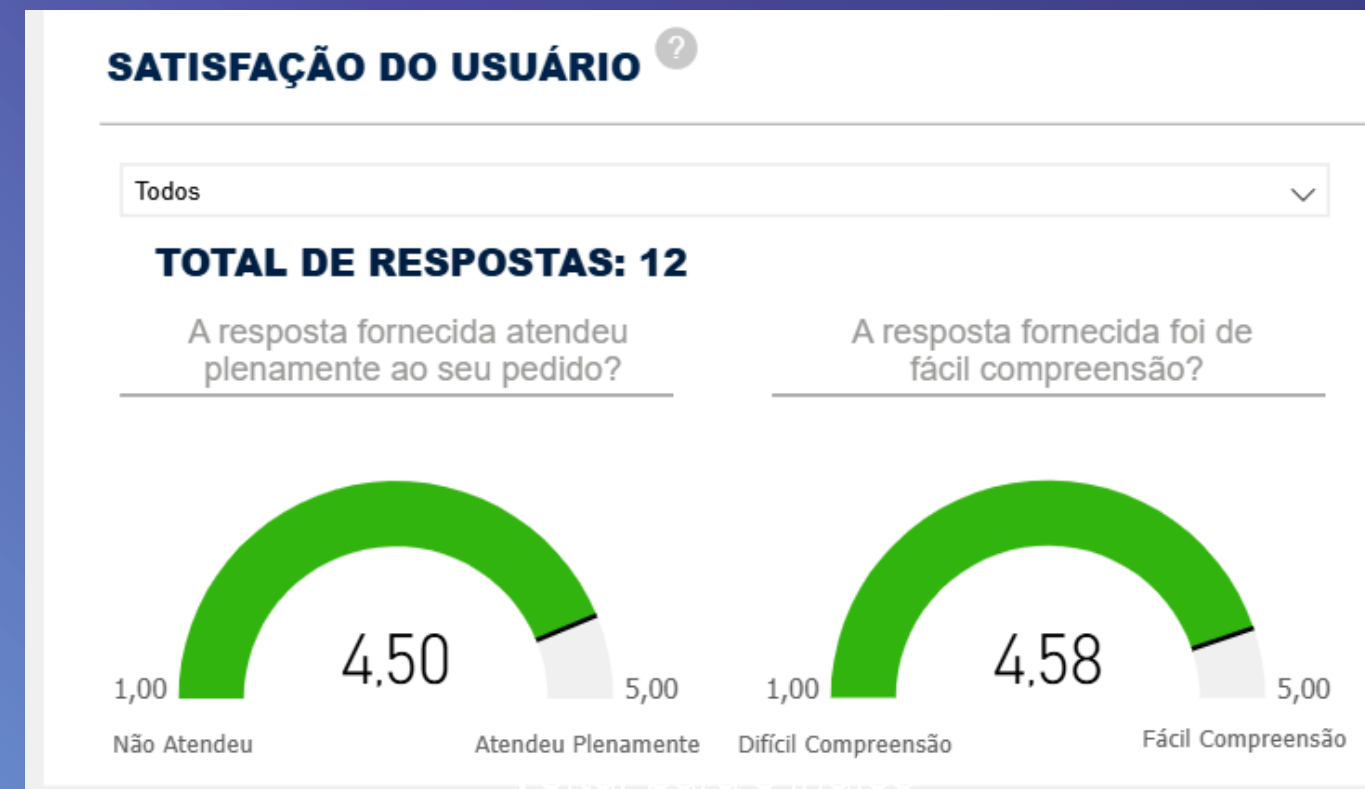 SATISFAÇÃO DO USUÁRIO ?
Todos
TOTAL DE RESPOSTAS: 12
A resposta fornecida atendeu
plenamente ao seu pedido?
A resposta fornecida foi de
fácil compreensão?
4,50
1,00
5,00
Não Atendeu
Atendeu Plenamente
4,58
1,00
5,00
Difícil Compreensão
Fácil Compreensão